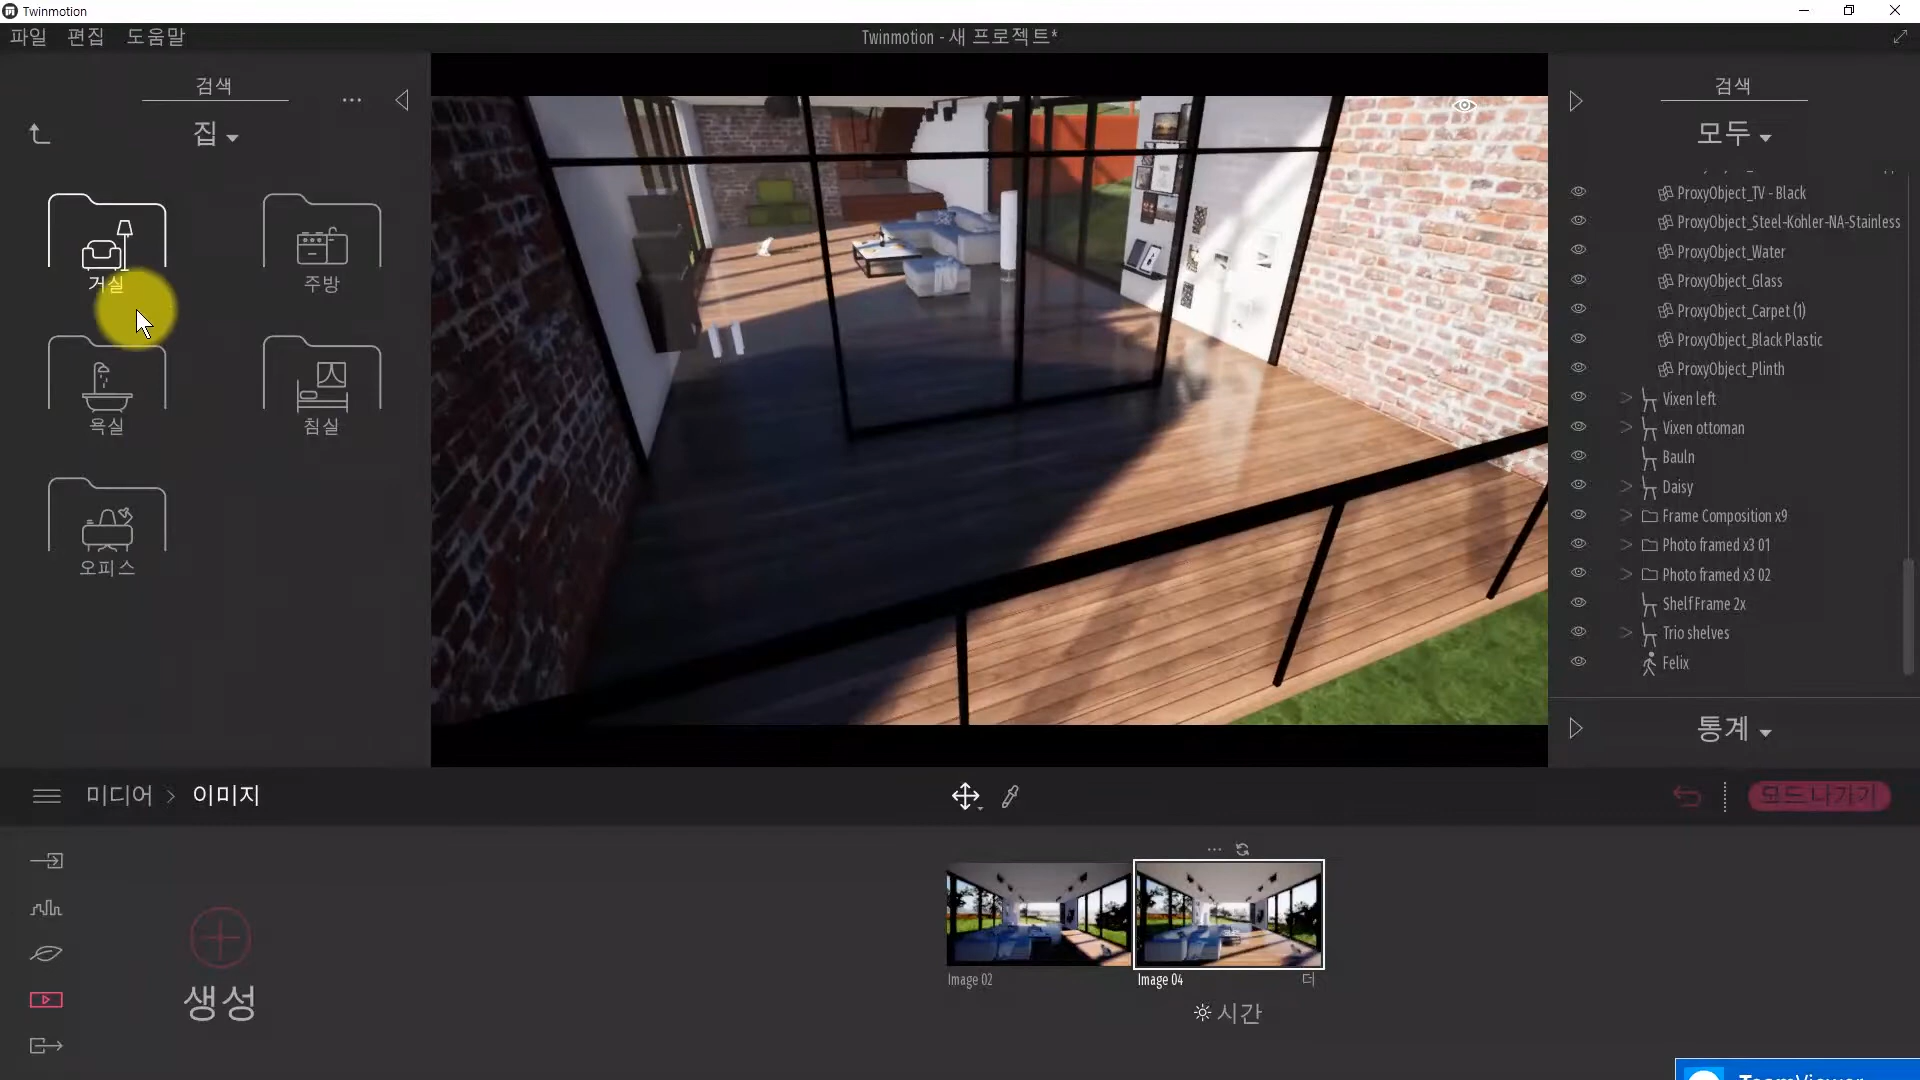 Twinmotion
파일 편집 도움말
Twinmotion - 새 프로젝트*
검색
집
거실
주방
욕실
침실
오피스
검색
모두
ProxyObject_TV - Black
ProxyObject_Steel-Kohler-NA-Stainless
ProxyObject_Water
ProxyObject_Glass
ProxyObject_Carpet (1)
ProxyObject_Black Plastic
ProxyObject_Plinth
Vixen left
Vixen ottoman
Bauln
Daisy
Frame Composition x9
Photo framed x3 01
Photo framed x3 02
Shelf Frame 2x
Trio shelves
Felix
통계
미디어 > 이미지
모드 나가기
생성
Image 02
Image 04
더
시간
TeamViewer